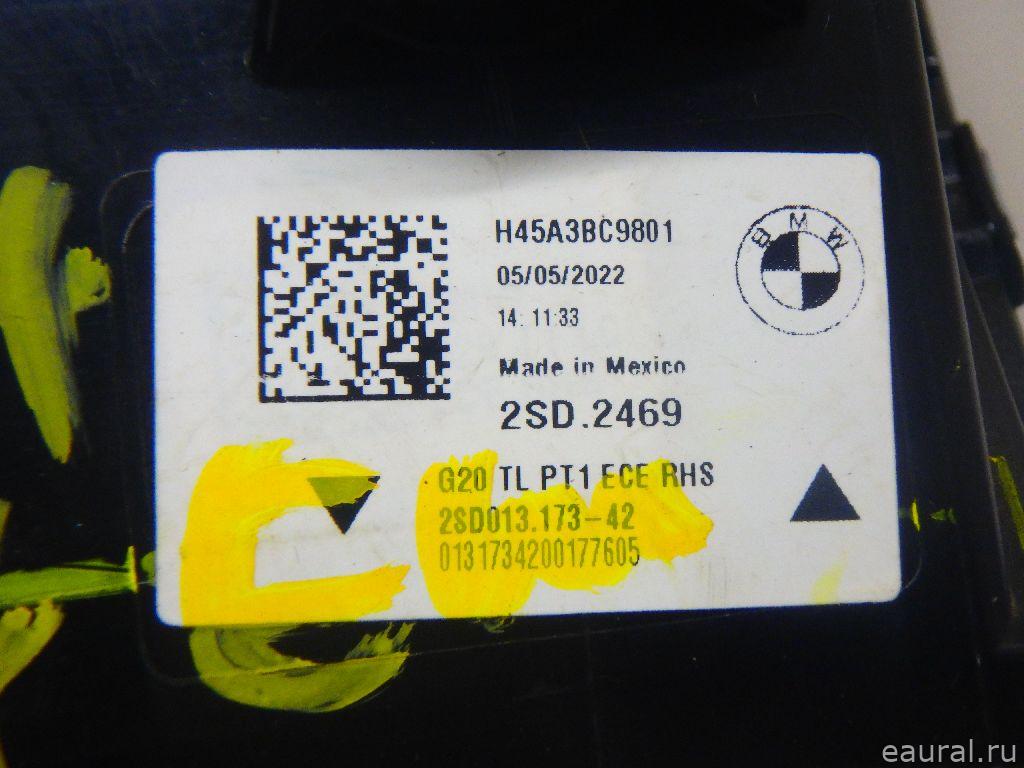 H45A3BC9801
BMW
05/05/2022
14: 11:33
Made in Mexico
2SD.2469
G20 TL PT1 ECE RHS
2SD013.173-42
0131734200177605
eaural.ru